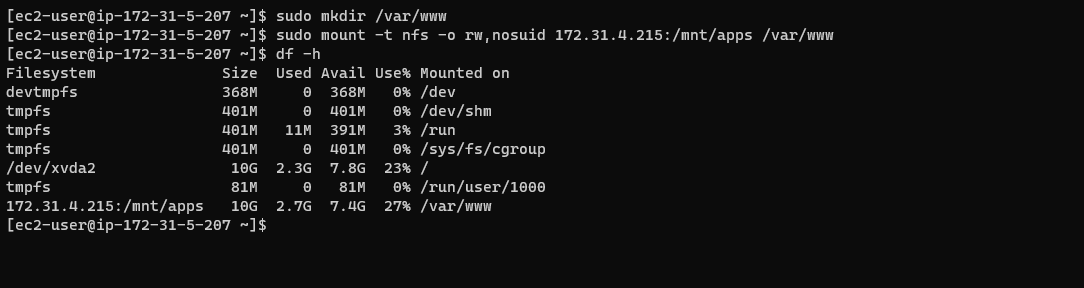 [ec2-user@ip-172-31-5-207 ~]$ sudo mkdir /var/www
[ec2-user@ip-172-31-5-207 ~]$ sudo mount -t nfs -o rw,nosuid 172.31.4.215:/mnt/apps /var/www
[ec2-user@ip-172-31-5-207 ~]$ df -h
Filesystem              Size  Used Avail Use% Mounted on
devtmpfs                368M     0  368M   0% /dev
tmpfs                   401M     0  401M   0% /dev/shm
tmpfs                   401M   11M  391M   3% /run
tmpfs                   401M     0  401M   0% /sys/fs/cgroup
/dev/xvda2               10G  2.3G  7.8G  23% /
tmpfs                    81M     0   81M   0% /run/user/1000
172.31.4.215:/mnt/apps   10G  2.7G  7.4G  27% /var/www
[ec2-user@ip-172-31-5-207 ~]$